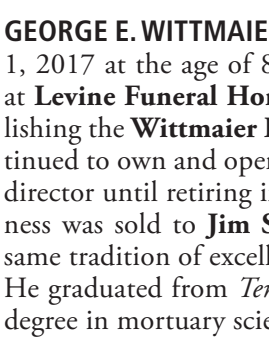 GEORGE E. WITTMAIE
1, 2017 at the age of 8
at Levine Funeral Hor
lishing the Wittmaier
tinued to own and oper
director until retiring i
ness was sold to Jim S
same tradition of excell
He graduated from Ter
degree in mortuary scie